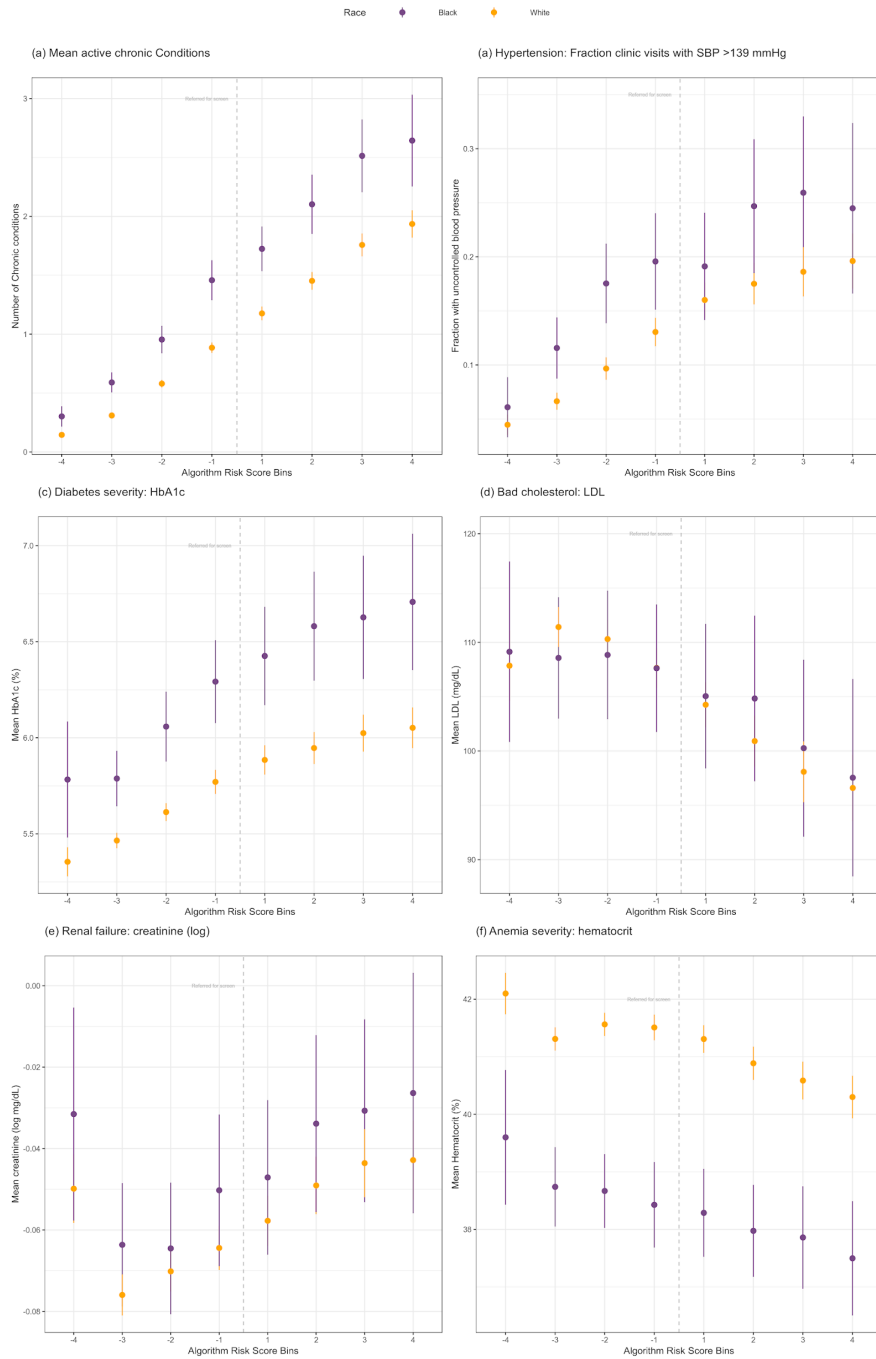 Race Black White
(a) Mean active chronic Conditions
Number of Chronic conditions
3
2
1
0
Referred for screen
-4 -3 -2 -1 1 2 3 4
Algorithm Risk Score Bins
(a) Hypertension: Fraction clinic visits with SBP >139 mmHg
Fraction with uncontrolled blood pressure
0.3
0.2
0.1
Referred for screen
-4 -3 -2 -1 1 2 3 4
Algorithm Risk Score Bins
(c) Diabetes severity: HbA1c
Mean HbA1c (%)
7.0
6.5
6.0
5.5
Referred for screen
-4 -3 -2 -1 1 2 3 4
Algorithm Risk Score Bins
(d) Bad cholesterol: LDL
Mean LDL (mg/dL)
120
110
100
90
Referred for screen
-4 -3 -2 -1 1 2 3 4
Algorithm Risk Score Bins
(e) Renal failure: creatinine (log)
Mean creatinine (log mg/dL)
0.00
-0.02
-0.04
-0.06
-0.08
Referred for screen
-4 -3 -2 -1 1 2 3 4
Algorithm Risk Score Bins
(f) Anemia severity: hematocrit
Mean Hematocrit (%)
42
40
38
Referred for screen
-4 -3 -2 -1 1 2 3 4
Algorithm Risk Score Bins